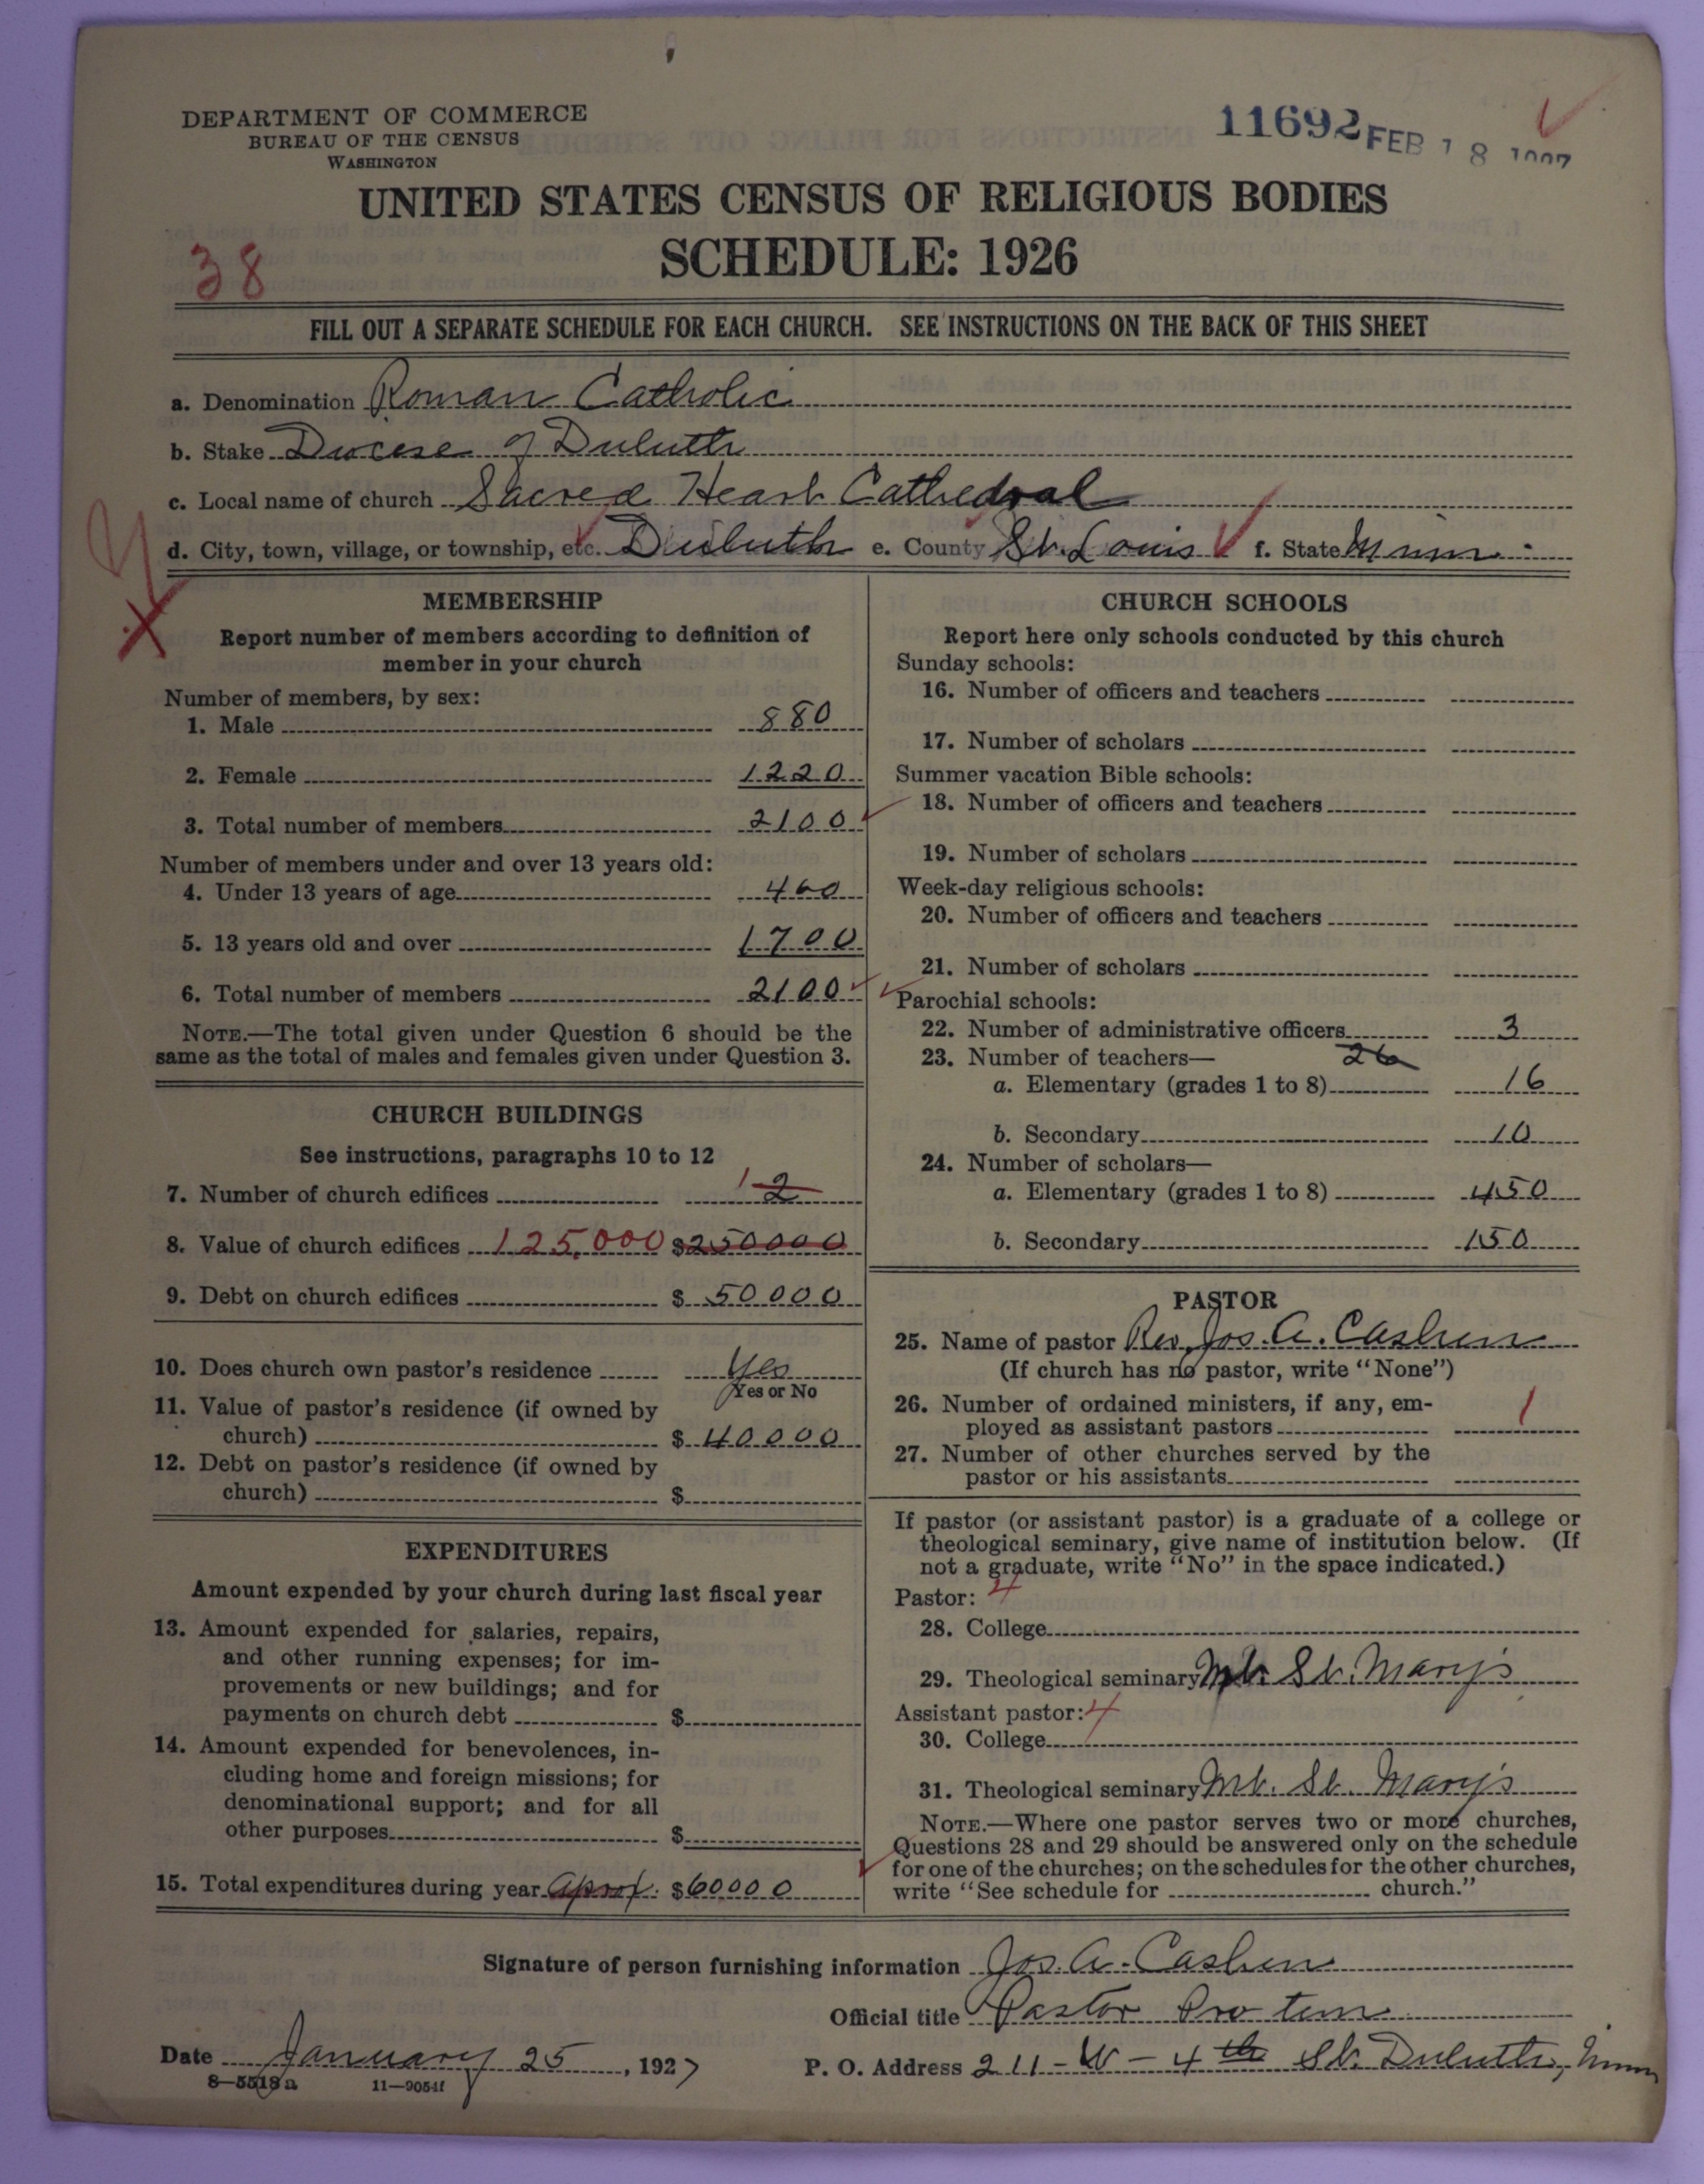 DEPARTMENT OF COMMERCE
BUREAU OF THE CENSUS
WASHINGTON
11692 FEB 18 1927
UNITED STATES CENSUS OF RELIGIOUS BODIES
SCHEDULE: 1926
38
FILL OUT A SEPARATE SCHEDULE FOR EACH CHURCH. SEE INSTRUCTIONS ON THE BACK OF THIS SHEET
a. Denomination Roman Catholic
b. Stake Diocese of Duluth
c. Local name of church Sacred Heart Cathedral
d. City, town, village, or township, etc. Duluth e. County St. Louis f. State Minn.
MEMBERSHIP
Report number of members according to definition of
member in your church
Number of members, by sex:
1. Male 880
2. Female 1220
3. Total number of members 2100
Number of members under and over 13 years old:
4. Under 13 years of age 400
5. 13 years old and over 1700
6. Total number of members 2100
NOTE.—The total given under Question 6 should be the
same as the total of males and females given under Question 3.
CHURCH BUILDINGS
See instructions, paragraphs 10 to 12
7. Number of church edifices 1 2
8. Value of church edifices 125,000 $250000
9. Debt on church edifices $ 50000
10. Does church own pastor's residence Yes
Yes or No
11. Value of pastor's residence (if owned by
church) $ 40000
12. Debt on pastor's residence (if owned by
church) $
EXPENDITURES
Amount expended by your church during last fiscal year
13. Amount expended for salaries, repairs,
and other running expenses; for im-
provements or new buildings; and for
payments on church debt $
14. Amount expended for benevolences, in-
cluding home and foreign missions; for
denominational support; and for all
other purposes $
15. Total expenditures during year aprox. $60000
CHURCH SCHOOLS
Report here only schools conducted by this church
Sunday schools:
16. Number of officers and teachers
17. Number of scholars
Summer vacation Bible schools:
18. Number of officers and teachers
19. Number of scholars
Week-day religious schools:
20. Number of officers and teachers
21. Number of scholars
Parochial schools:
22. Number of administrative officers 3
23. Number of teachers— 26
a. Elementary (grades 1 to 8) 16
b. Secondary 10
24. Number of scholars—
a. Elementary (grades 1 to 8) 450
b. Secondary 150
PASTOR
25. Name of pastor Rev. Jos. A. Cashen
(If church has no pastor, write "None")
26. Number of ordained ministers, if any, em-
ployed as assistant pastors 1
27. Number of other churches served by the
pastor or his assistants
If pastor (or assistant pastor) is a graduate of a college or
theological seminary, give name of institution below. (If
not a graduate, write "No" in the space indicated.)
Pastor: 4
28. College
29. Theological seminary Mt. St. Mary's
Assistant pastor: 4
30. College
31. Theological seminary Mt. St. Mary's
NOTE.—Where one pastor serves two or more churches,
Questions 28 and 29 should be answered only on the schedule
for one of the churches; on the schedules for the other churches,
write "See schedule for church."
Signature of person furnishing information Jos. A. Cashen
Official title Pastor Pro tem
Date January 25, 1927
P. O. Address 211-W-4th St. Duluth, Minn
8—5518a 11—9054f